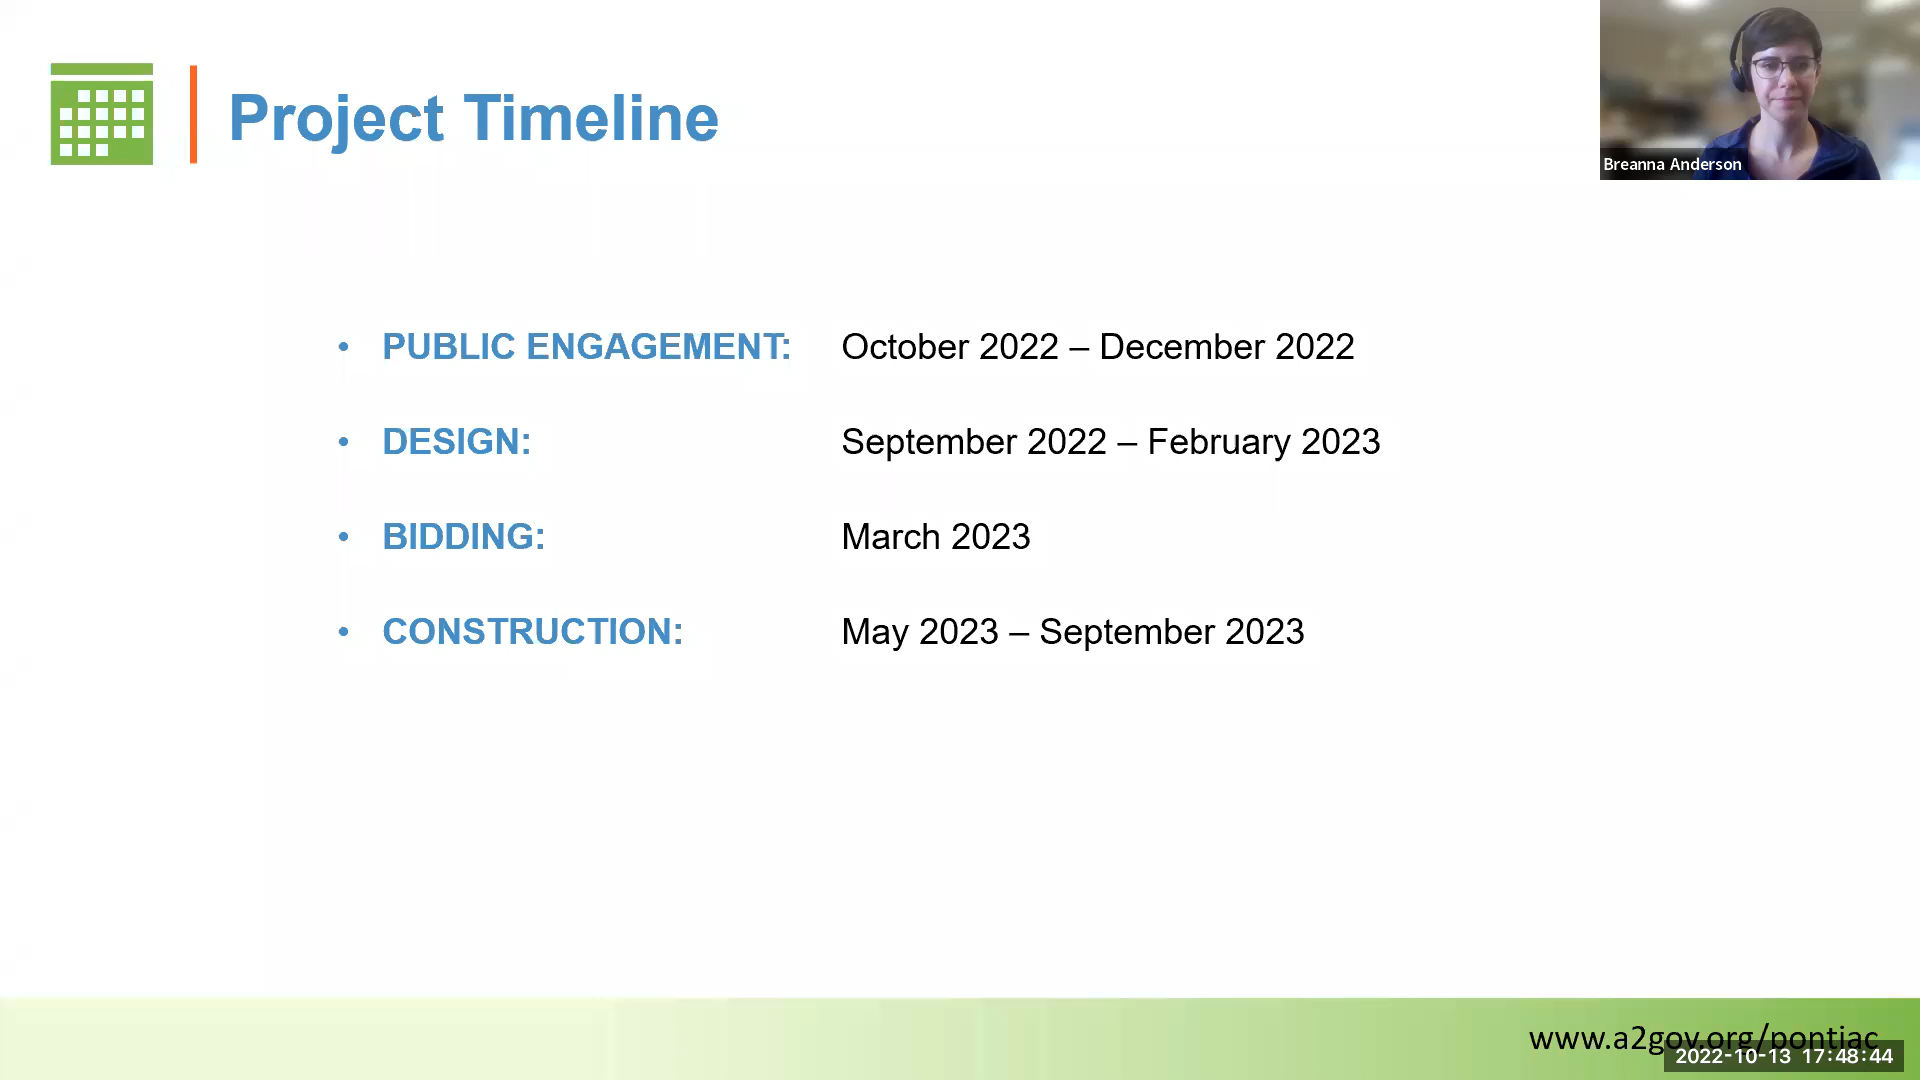 Project Timeline
Breanna Anderson
• PUBLIC ENGAGEMENT: October 2022 – December 2022
• DESIGN: September 2022 – February 2023
• BIDDING: March 2023
• CONSTRUCTION: May 2023 – September 2023
www.a2gov.org/pontiac
2022-10-13 17:48:44